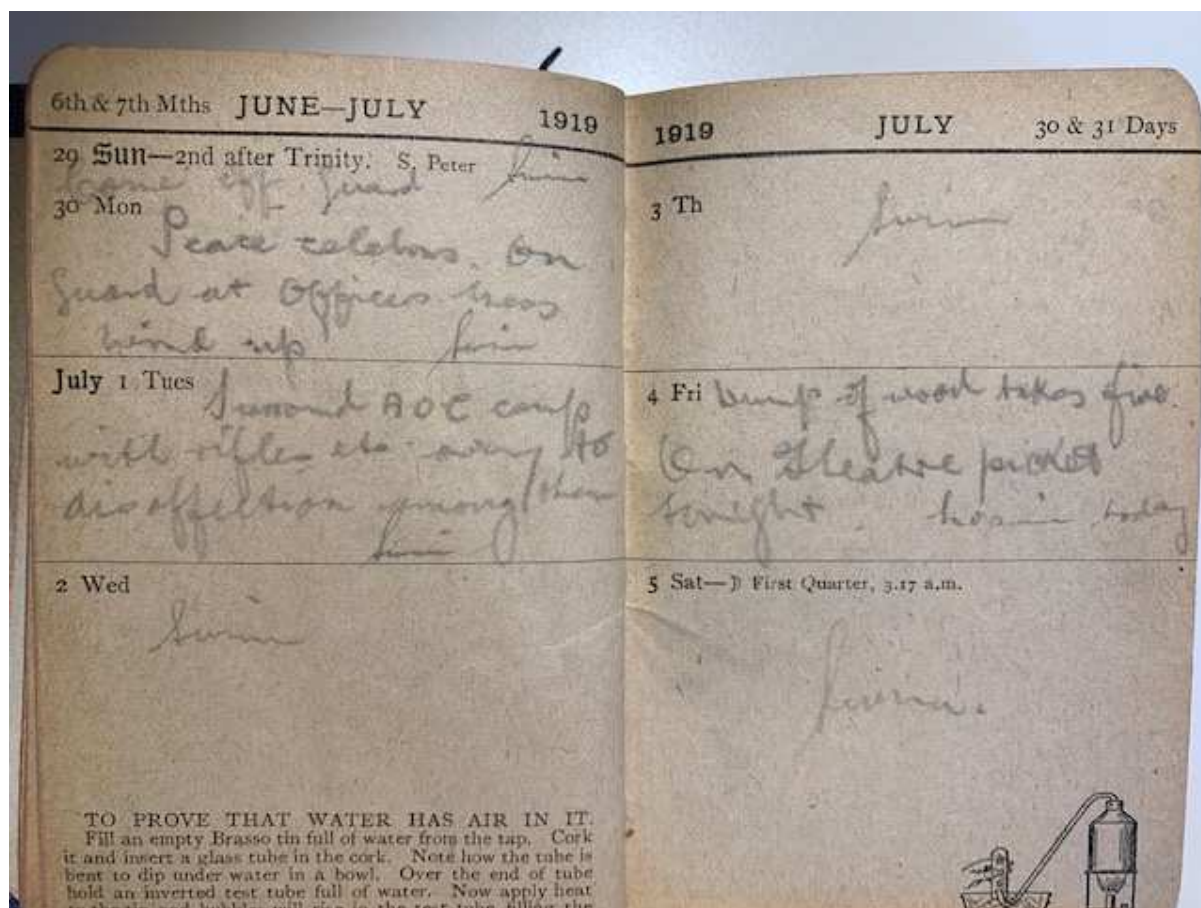 6th & 7th Mths JUNE—JULY 1919
29 Sun—2nd after Trinity. S. Peter Swim
Come off guard
30 Mon
Peace celebns. On
guard at Officers mess
wind up Swim
July 1 Tues
Surround AOC camp
with rifles etc owing to
disaffection among them
Swim
2 Wed
Swim
TO PROVE THAT WATER HAS AIR IN IT.
Fill an empty Brasso tin full of water from the tap. Cork
it and insert a glass tube in the cork. Note how the tube is
bent to dip under water in a bowl. Over the end of tube
hold an inverted test tube full of water. Now apply heat
1919 JULY 30 & 31 Days
3 Th
Swim
4 Fri Dump of wood takes fire.
On Theatre picket
tonight. today
5 Sat—☽ First Quarter, 3.17 a.m.
Swim.